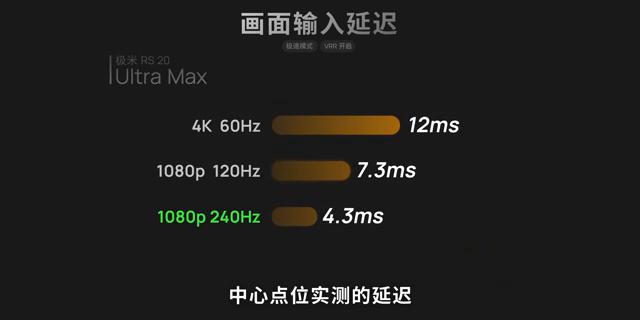 画面输入延迟
极速模式 VRR 开启
极米 RS 20
Ultra Max
4K 60Hz 12ms
1080p 120Hz 7.3ms
1080p 240Hz 4.3ms
中心点位实测的延迟